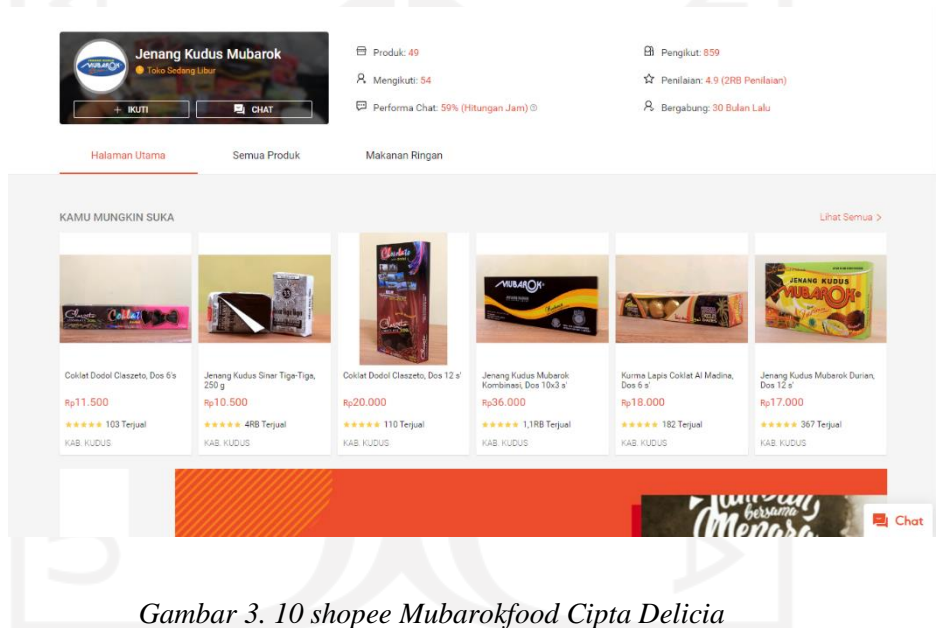 Jenang Kudus Mubarok
Toko Sedang Libur
+ IKUTI
CHAT
Produk: 49
Mengikuti: 54
Performa Chat: 59% (Hitungan Jam)
Pengikut: 859
Penilaian: 4.9 (2RB Penilaian)
Bergabung: 30 Bulan Lalu
Halaman Utama
Semua Produk
Makanan Ringan
KAMU MUNGKIN SUKA
Lihat Semua >
MUBAROK
JENANG KUDUS
MUBAROK
Coklat Dodol Claszeto, Dos 6's
Rp11.500
103 Terjual
KAB. KUDUS
Jenang Kudus Sinar Tiga-Tiga,
250 g
Rp10.500
4RB Terjual
KAB. KUDUS
Coklat Dodol Claszeto, Dos 12 s'
Rp20.000
110 Terjual
KAB. KUDUS
Jenang Kudus Mubarok
Kombinasi, Dos 10x3 s'
Rp36.000
1,1RB Terjual
KAB. KUDUS
Kurma Lapis Coklat Al Madina,
Dos 6 s'
Rp18.000
182 Terjual
KAB. KUDUS
Jenang Kudus Mubarok Durian,
Dos 12 s'
Rp17.000
367 Terjual
KAB. KUDUS
bersama
Menara
Chat
Gambar 3. 10 shopee Mubarokfood Cipta Delicia